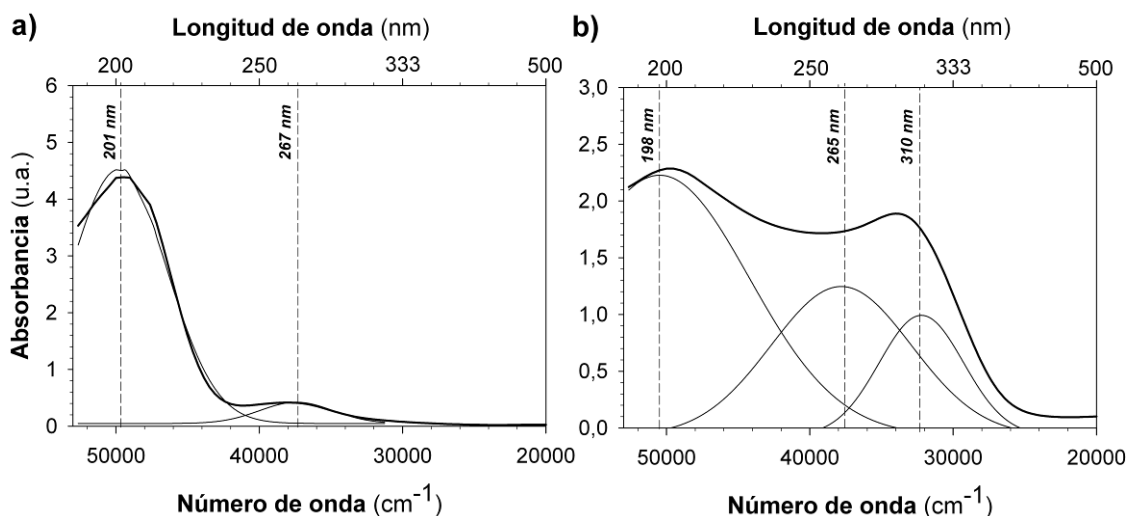 a)
Longitud de onda (nm)
200 250 333 500
6
5
4
3
2
1
0
Absorbancia (u.a.)
201 nm
267 nm
50000 40000 30000 20000
Número de onda (cm-1)
b)
Longitud de onda (nm)
200 250 333 500
3,0
2,5
2,0
1,5
1,0
0,5
0,0
198 nm
265 nm
310 nm
50000 40000 30000 20000
Número de onda (cm-1)